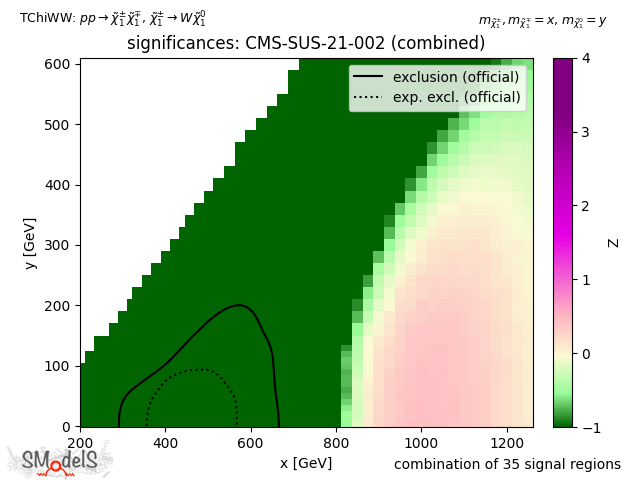 TChiWW: pp → χ̃₁^± χ̃₁^∓, χ̃₁^± → W χ̃₁⁰
m_χ̃₁^±, m_χ̃₁^∓ = x, m_χ̃₁⁰ = y
significances: CMS-SUS-21-002 (combined)
exclusion (official)
exp. excl. (official)
600
500
400
300
200
100
0
y [GeV]
200 400 600 800 1000 1200
x [GeV]
4
3
2
1
0
−1
Z
SModelS
combination of 35 signal regions